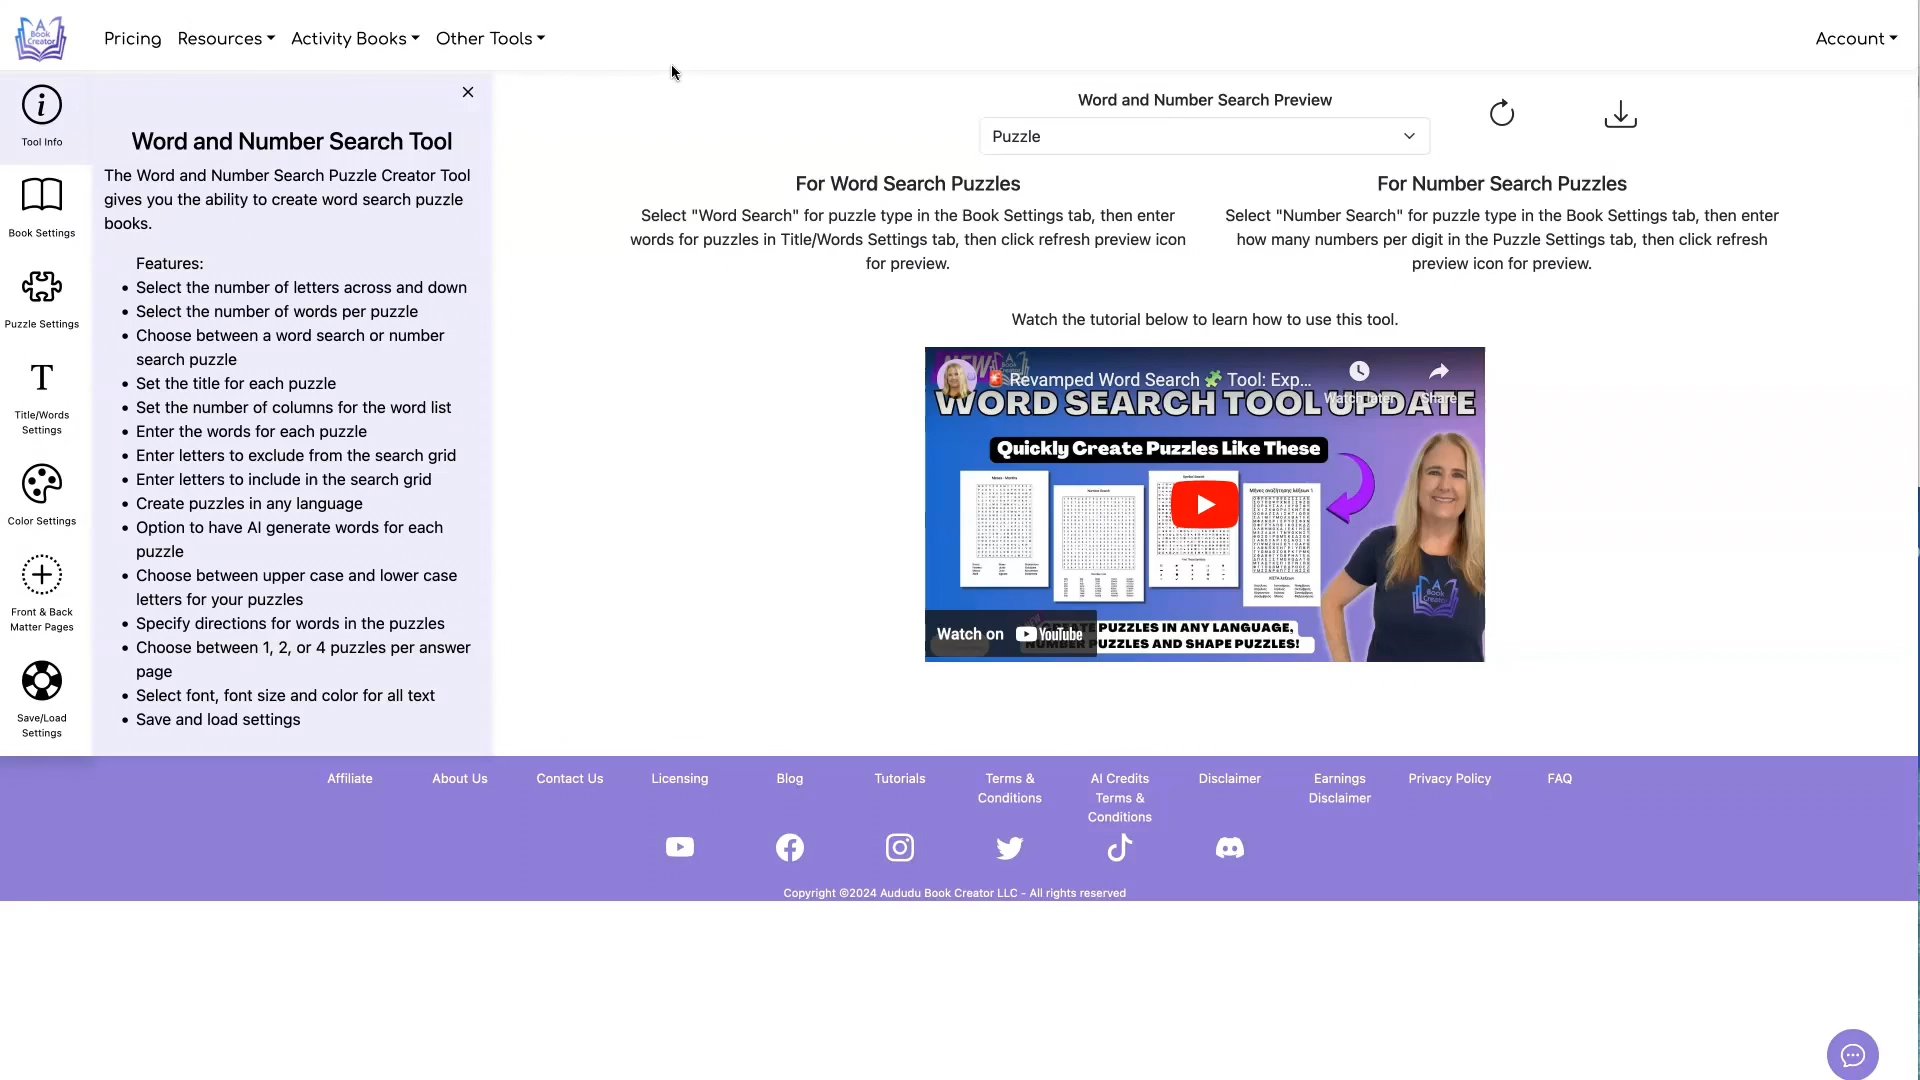 A
Book
Creator
Pricing
Resources
Activity Books
Other Tools
Account
Tool Info
Book Settings
Puzzle Settings
Title/Words
Settings
Color Settings
Front & Back
Matter Pages
Save/Load
Settings
Word and Number Search Tool
The Word and Number Search Puzzle Creator Tool
gives you the ability to create word search puzzle
books.
Features:
Select the number of letters across and down
Select the number of words per puzzle
Choose between a word search or number
search puzzle
Set the title for each puzzle
Set the number of columns for the word list
Enter the words for each puzzle
Enter letters to exclude from the search grid
Enter letters to include in the search grid
Create puzzles in any language
Option to have AI generate words for each
puzzle
Choose between upper case and lower case
letters for your puzzles
Specify directions for words in the puzzles
Choose between 1, 2, or 4 puzzles per answer
page
Select font, font size and color for all text
Save and load settings
Word and Number Search Preview
Puzzle
For Word Search Puzzles
Select "Word Search" for puzzle type in the Book Settings tab, then enter
words for puzzles in Title/Words Settings tab, then click refresh preview icon
for preview.
For Number Search Puzzles
Select "Number Search" for puzzle type in the Book Settings tab, then enter
how many numbers per digit in the Puzzle Settings tab, then click refresh
preview icon for preview.
Watch the tutorial below to learn how to use this tool.
NEW
Revamped Word Search Tool: Exp...
Watch later
Share
WORD SEARCH TOOL UPDATE
Quickly Create Puzzles Like These
Number Search
Watch on YouTube
PUZZLES IN ANY LANGUAGE,
NUMBER PUZZLES AND SHAPE PUZZLES!
Affiliate
About Us
Contact Us
Licensing
Blog
Tutorials
Terms &
Conditions
AI Credits
Terms &
Conditions
Disclaimer
Earnings
Disclaimer
Privacy Policy
FAQ
Copyright ©2024 Aududu Book Creator LLC - All rights reserved